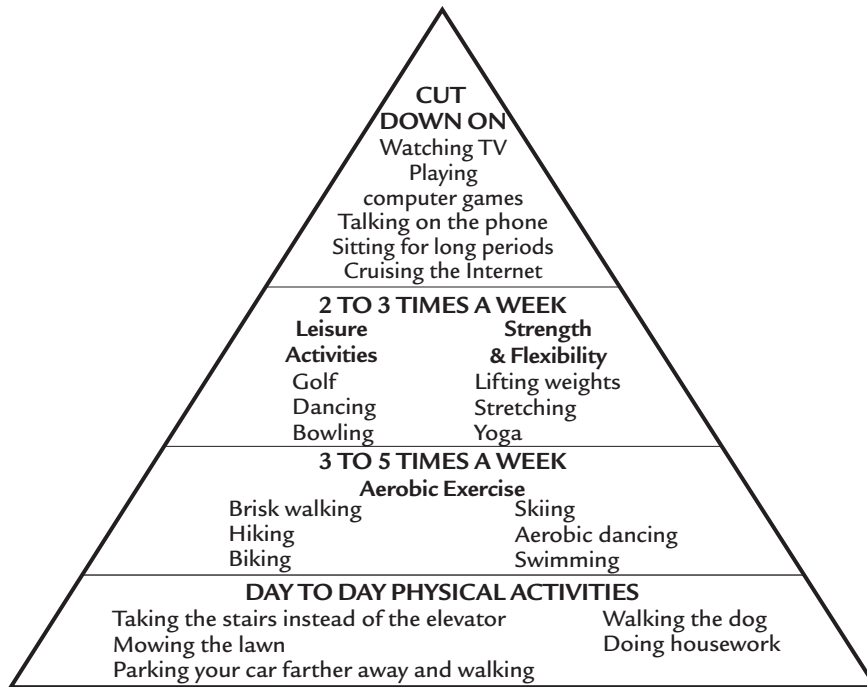 CUT
DOWN ON
Watching TV
Playing
computer games
Talking on the phone
Sitting for long periods
Cruising the Internet
2 TO 3 TIMES A WEEK
Leisure
Activities
Golf
Dancing
Bowling
Strength
& Flexibility
Lifting weights
Stretching
Yoga
3 TO 5 TIMES A WEEK
Aerobic Exercise
Brisk walking
Hiking
Biking
Skiing
Aerobic dancing
Swimming
DAY TO DAY PHYSICAL ACTIVITIES
Taking the stairs instead of the elevator
Mowing the lawn
Parking your car farther away and walking
Walking the dog
Doing housework